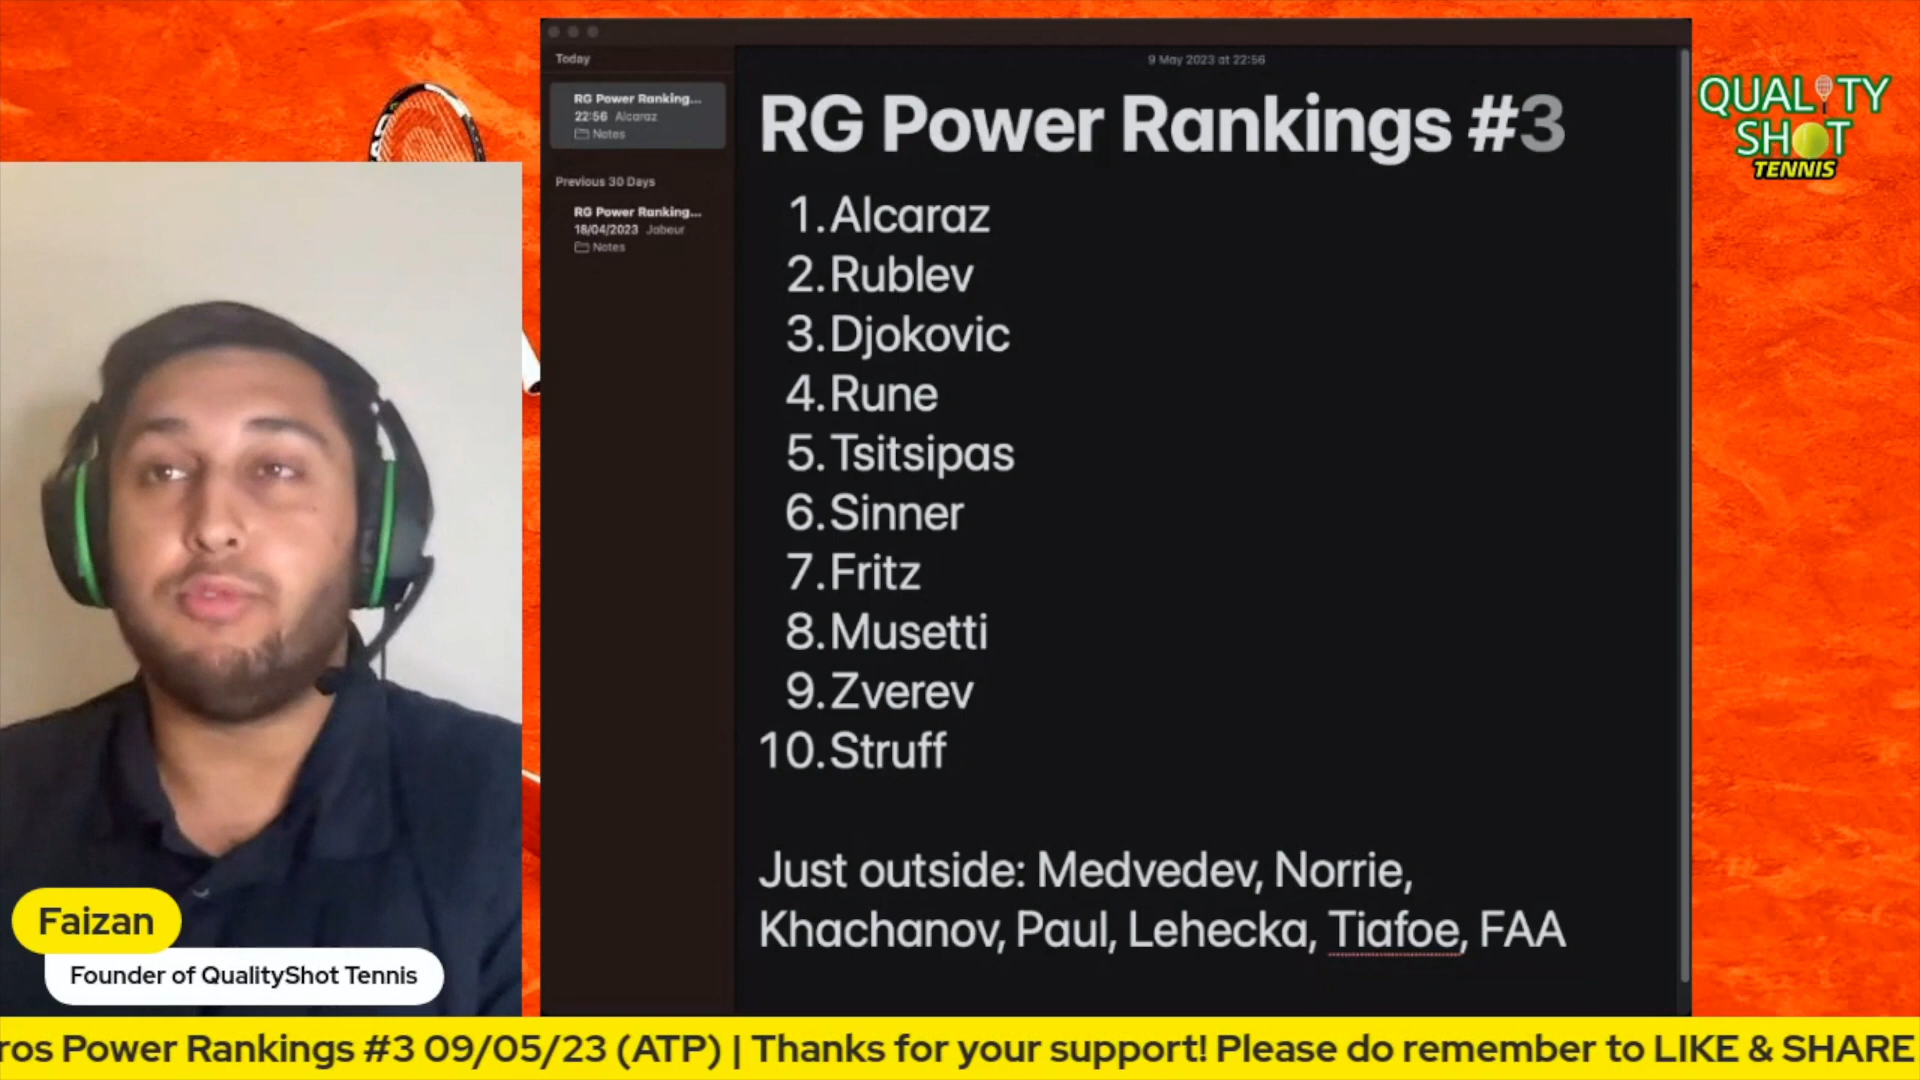 Today
RG Power Ranking...
22:56 Alcaraz
Notes
Previous 30 Days
RG Power Ranking...
18/04/2023 Jabeur
Notes
9 May 2023 at 22:56
RG Power Rankings #3
1. Alcaraz
2. Rublev
3. Djokovic
4. Rune
5. Tsitsipas
6. Sinner
7. Fritz
8. Musetti
9. Zverev
10. Struff
Just outside: Medvedev, Norrie,
Khachanov, Paul, Lehecka, Tiafoe, FAA
QUALITY
SHOT
TENNIS
Faizan
Founder of QualityShot Tennis
ros Power Rankings #3 09/05/23 (ATP) | Thanks for your support! Please do remember to LIKE & SHARE